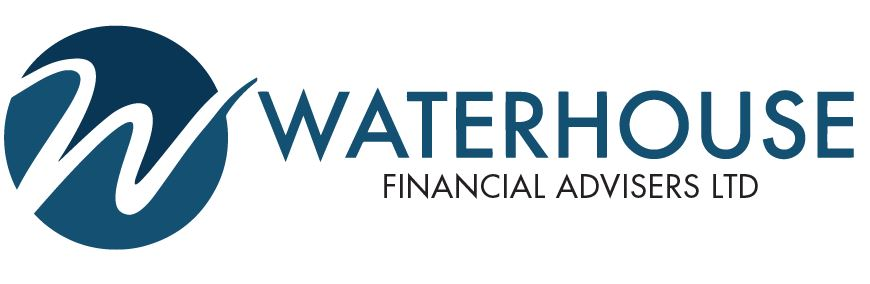 WATERHOUSE
FINANCIAL ADVISERS LTD